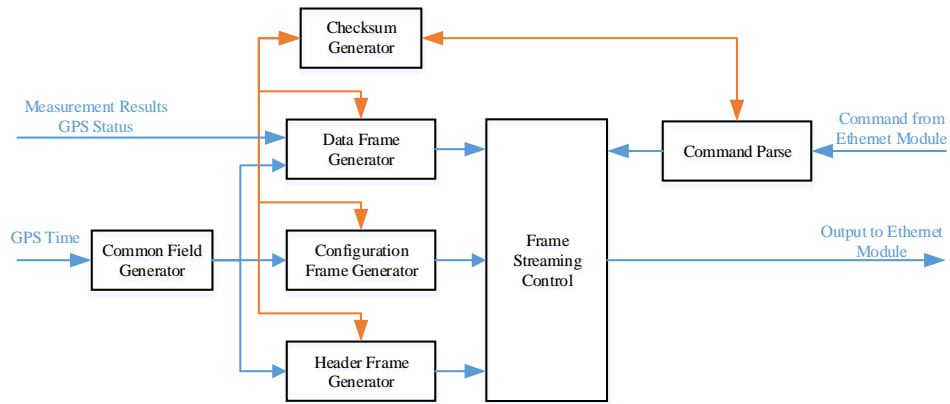 Checksum
Generator
Measurement Results
GPS Status
Data Frame
Generator
Command Parse
Command from
Ethernet Module
GPS Time
Common Field
Generator
Configuration
Frame Generator
Frame
Streaming
Control
Output to Ethernet
Module
Header Frame
Generator